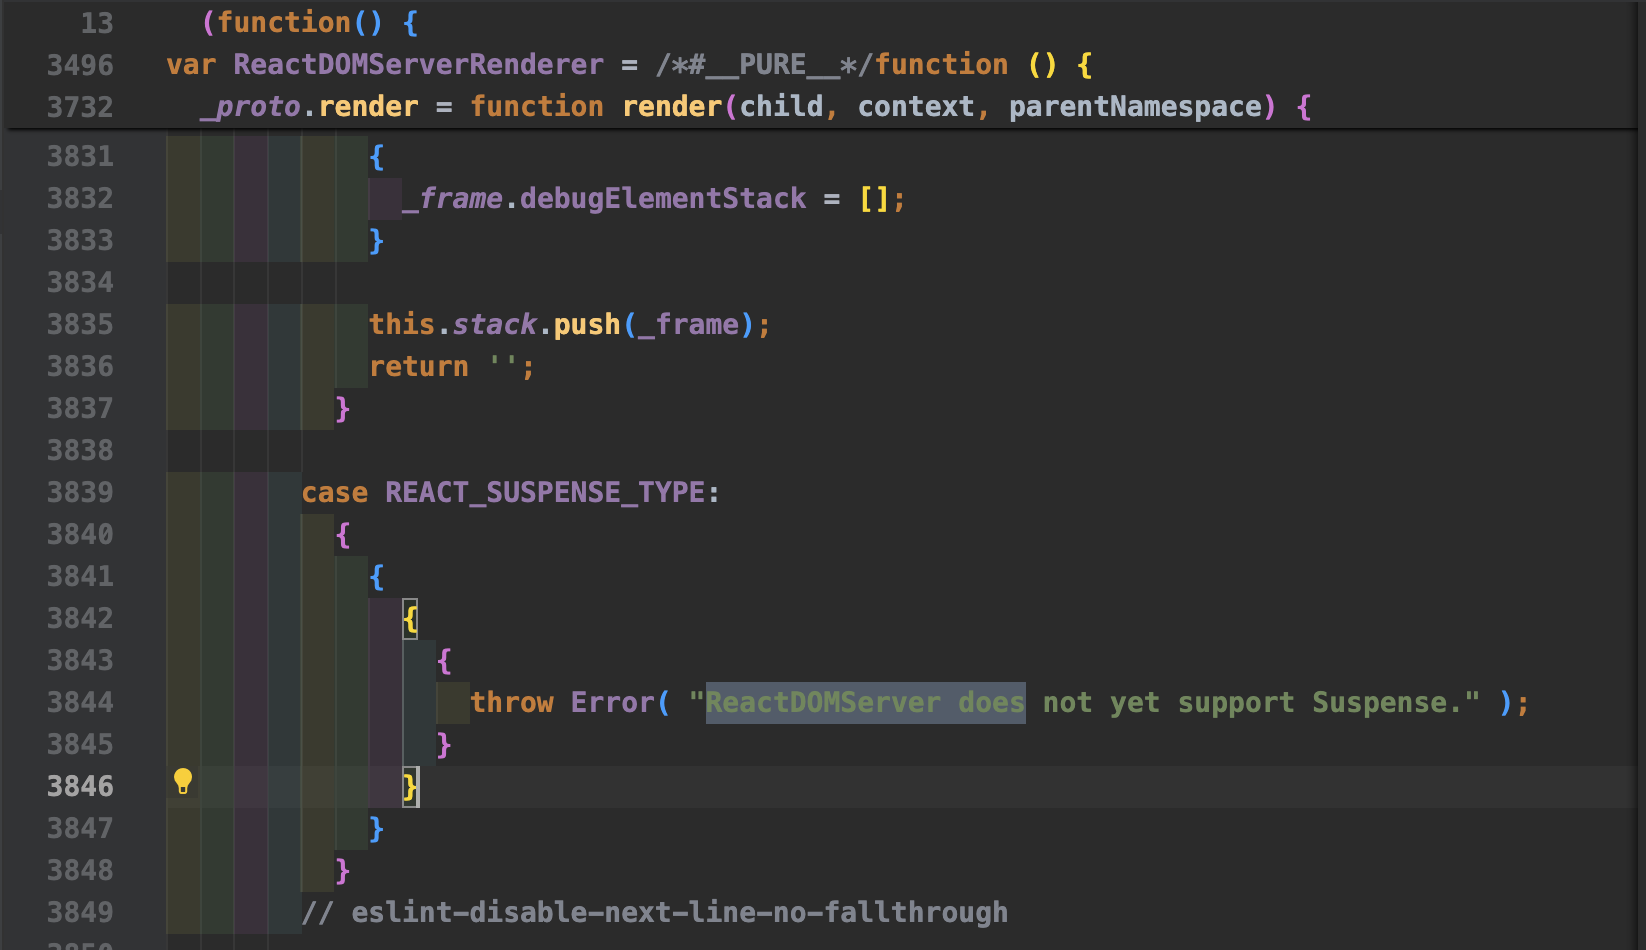 13 (function() {
3496 var ReactDOMServerRenderer = /*#__PURE__*/function () {
3732 _proto.render = function render(child, context, parentNamespace) {
3831 {
3832 _frame.debugElementStack = [];
3833 }
3834
3835 this.stack.push(_frame);
3836 return '';
3837 }
3838
3839 case REACT_SUSPENSE_TYPE:
3840 {
3841 {
3842 {
3843 {
3844 throw Error( "ReactDOMServer does not yet support Suspense." );
3845 }
3846 }
3847 }
3848 }
3849 // eslint-disable-next-line-no-fallthrough
3850